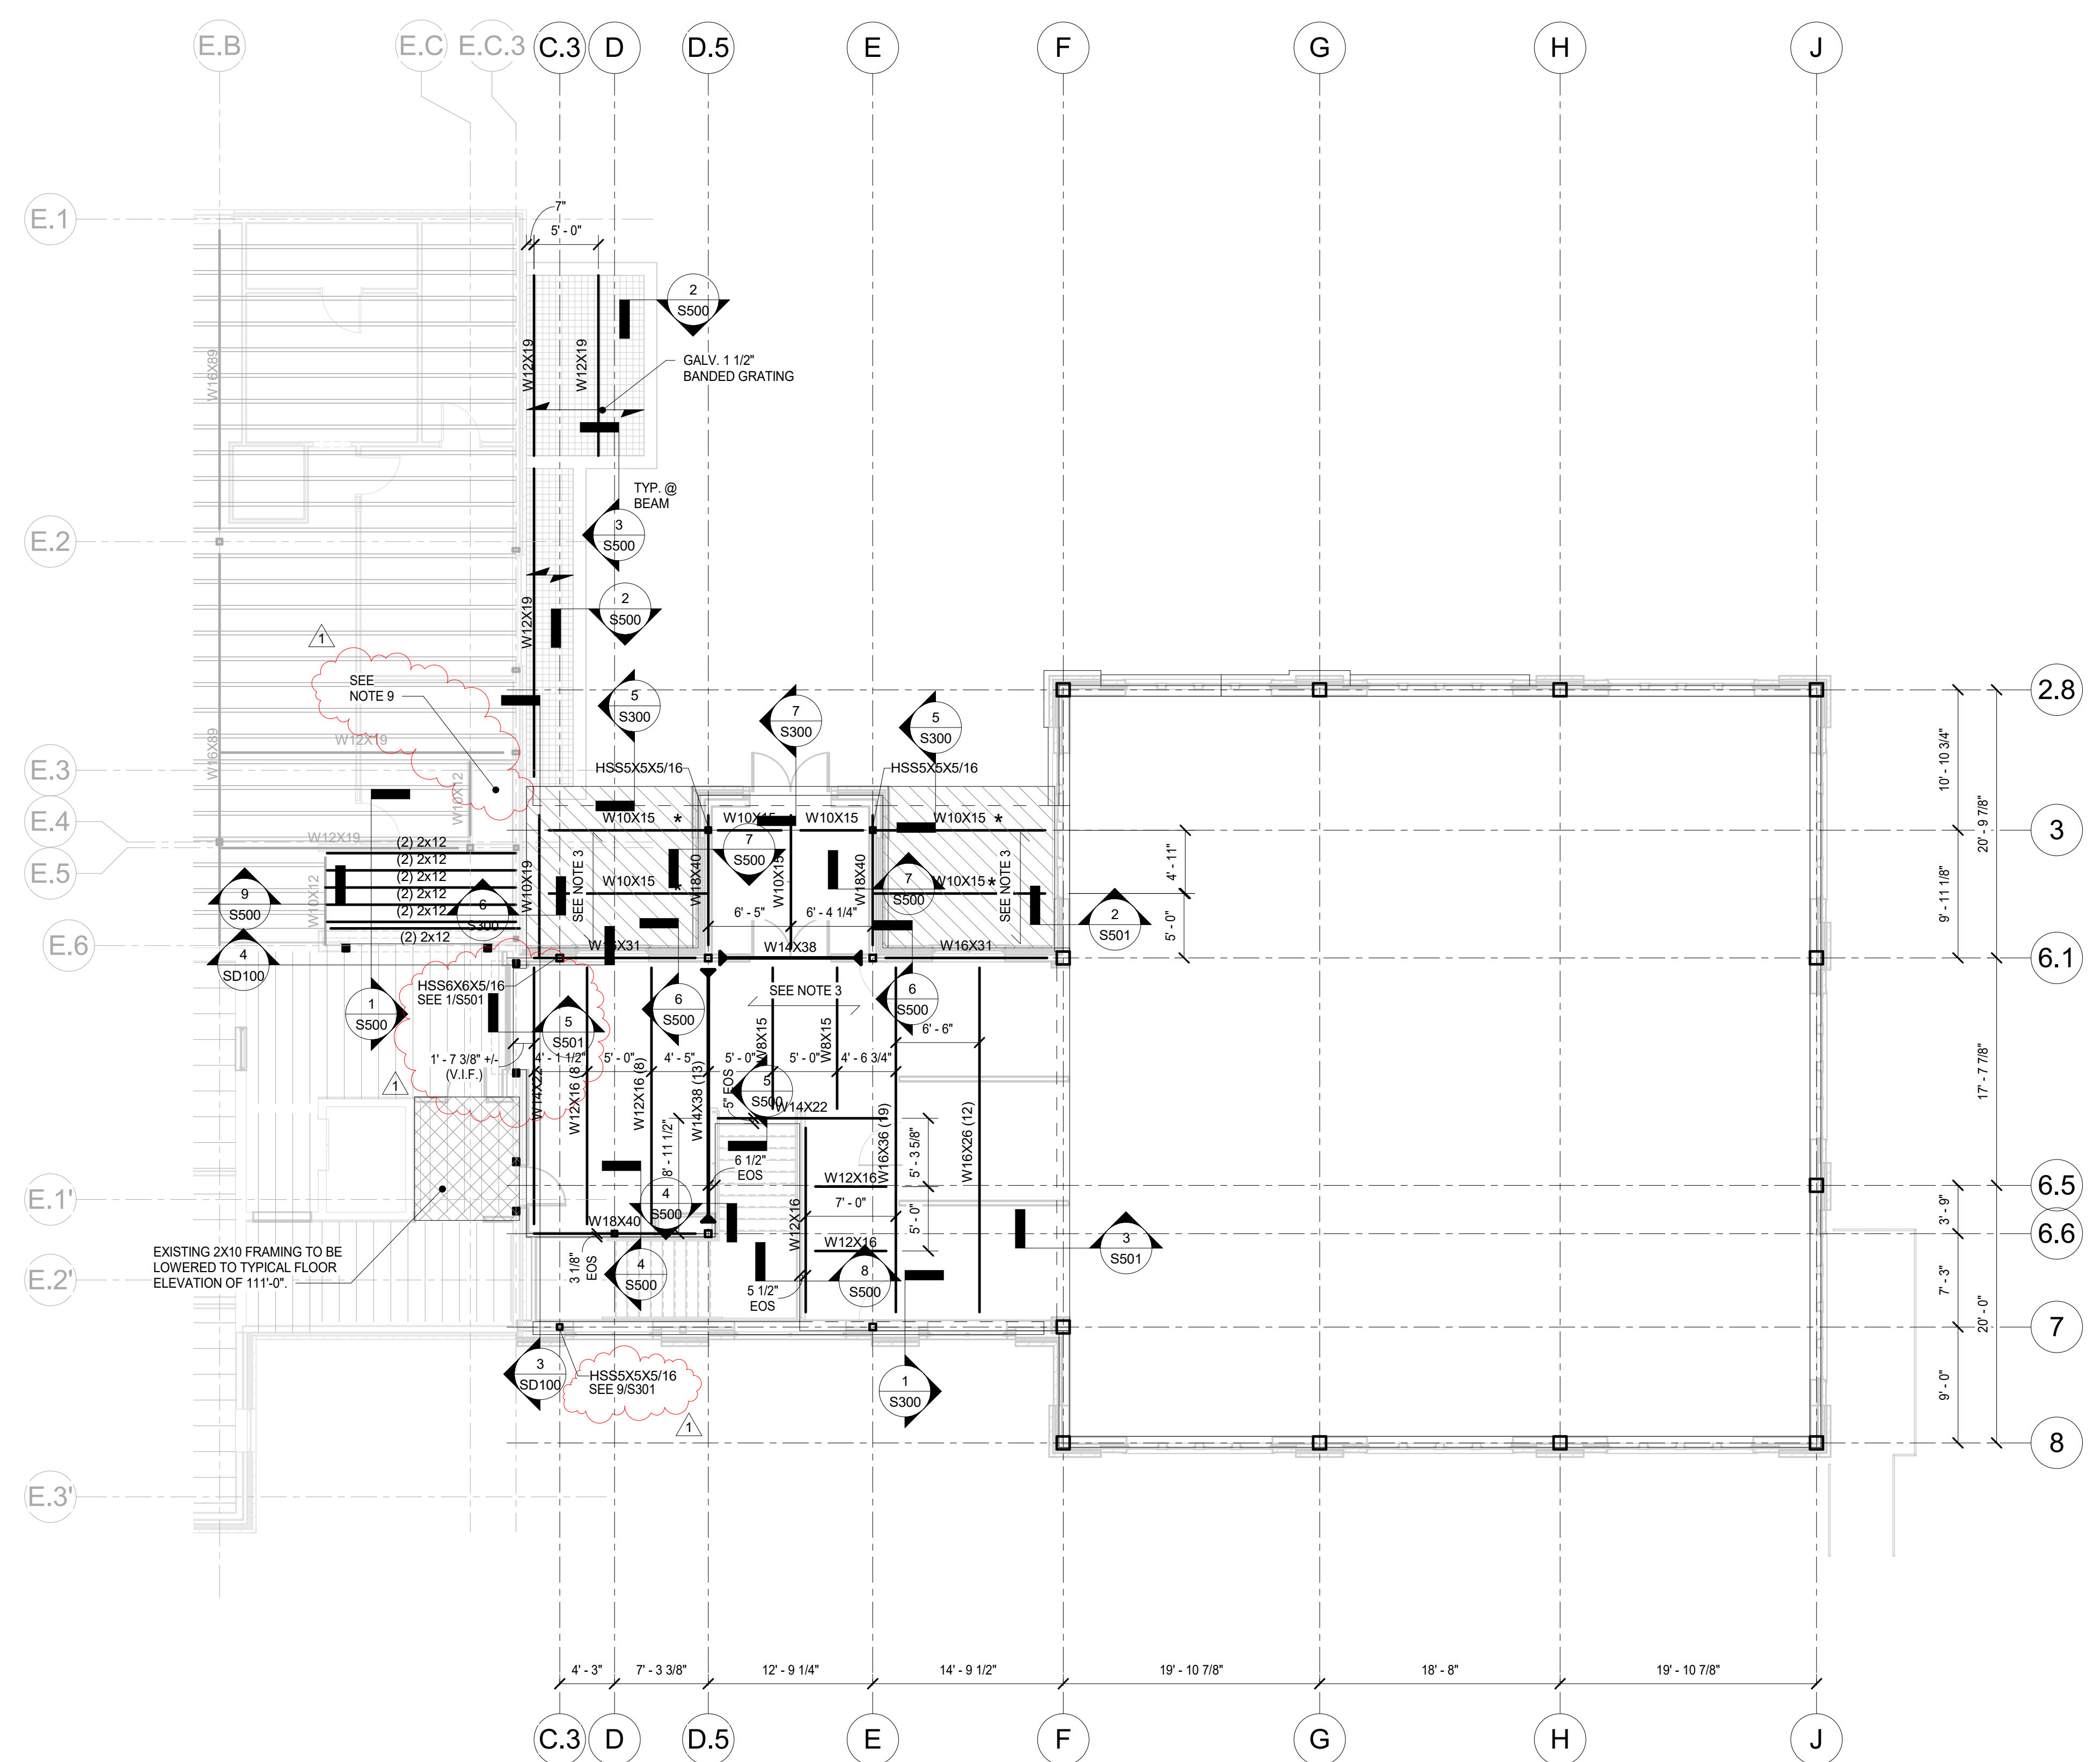 E.B
E.C
E.C.3
C.3
D
D.5
E
F
G
H
J
E.1
7"
5' - 0"
2
S500
W12X19
W12X19
W16X89
GALV. 1 1/2"
BANDED GRATING
TYP. @
BEAM
3
S500
E.2
2
S500
W12X19
1
SEE
NOTE 9
5
S300
7
S300
5
S300
2.8
W12X19
W16X89
E.3
HSS5X5X5/16
HSS5X5X5/16
W10X12
10' - 10 3/4"
20' - 9 7/8"
E.4
W10X15 *
W10X15
W10X15
W10X15 *
3
W12X19
(2) 2x12
(2) 2x12
(2) 2x12
(2) 2x12
(2) 2x12
(2) 2x12
E.5
7
S500
4' - 11"
W10X12
W10X19
SEE NOTE 3
W10X15
*
W18X40
W10X15
W18X40
7
S500
W10X15 *
SEE NOTE 3
9
S500
6
S300
6' - 5"
6' - 4 1/4"
2
S501
5' - 0"
9' - 11 1/8"
E.6
4
SD100
W16X31
W14X38
W16X31
6.1
HSS6X6X5/16
SEE 1/S501
SEE NOTE 3
1
S500
5
S501
6
S500
6
S500
6' - 6"
W8X15
W8X15
1' - 7 3/8" +/-
(V.I.F.)
4' - 1 1/2"
5' - 0"
4' - 5"
5' - 0"
5' - 0"
4' - 6 3/4"
17' - 7 7/8"
1
W14X22
W12X16 (8)
W12X16 (8)
W14X38 (13)
5" EOS
5
S500
W14X22
8' - 11 1/2"
W16X36 (19)
W16X26 (12)
5' - 3 5/8"
6 1/2"
EOS
W12X16
E.1'
6.5
4
S500
7' - 0"
W12X16
5' - 0"
3' - 9"
W18X40
6.6
W12X16
3
S501
EXISTING 2X10 FRAMING TO BE
LOWERED TO TYPICAL FLOOR
ELEVATION OF 111'-0".
E.2'
3 1/8"
EOS
4
S500
5 1/2"
EOS
8
S500
7' - 3"
20' - 0"
7
3
SD100
HSS5X5X5/16
SEE 9/S301
1
S300
9' - 0"
1
8
E.3'
4' - 3"
7' - 3 3/8"
12' - 9 1/4"
14' - 9 1/2"
19' - 10 7/8"
18' - 8"
19' - 10 7/8"
C.3
D
D.5
E
F
G
H
J